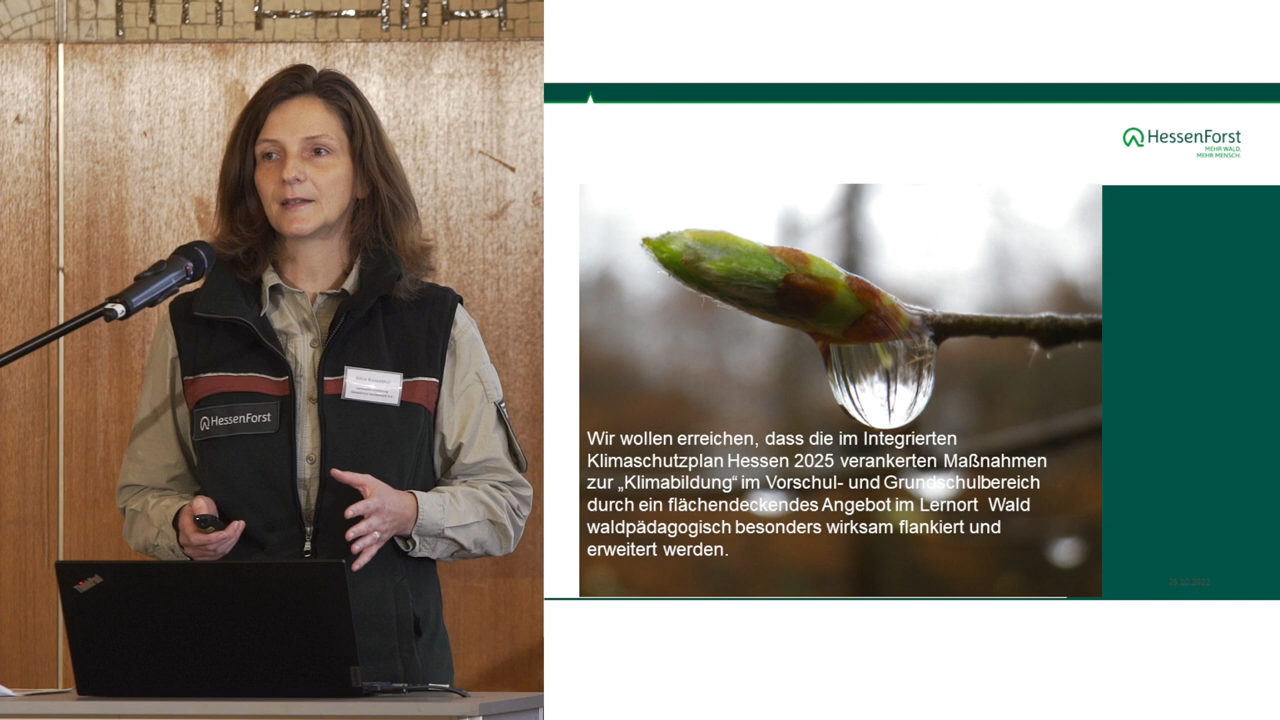 HessenForst
ThinkPad
HessenForst
MEHR WALD.
MEHR MENSCH.
Wir wollen erreichen, dass die im Integrierten
Klimaschutzplan Hessen 2025 verankerten Maßnahmen
zur „Klimabildung“ im Vorschul- und Grundschulbereich
durch ein flächendeckendes Angebot im Lernort Wald
waldpädagogisch besonders wirksam flankiert und
erweitert werden.